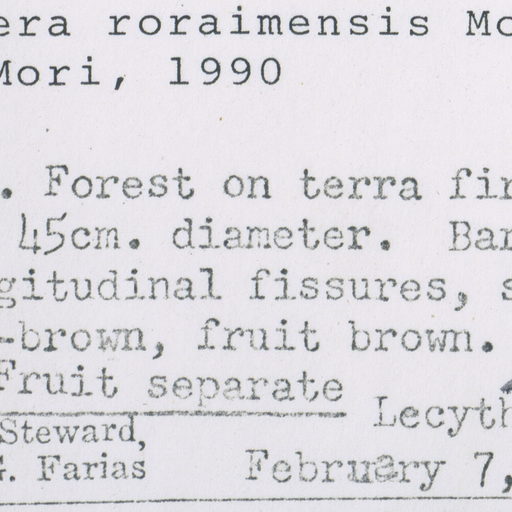 era roraimensis Mo
Mori, 1990
. Forest on terra fir
45cm. diameter. Bar
gitudinal fissures, s
-brown, fruit brown.
Fruit separate
Lecyth
Steward,
G. Farias
February 7,